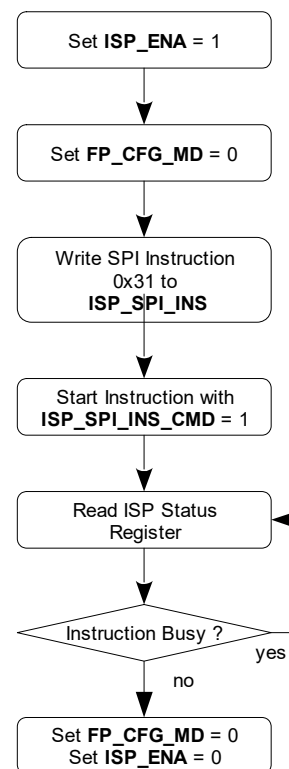 Set ISP_ENA = 1
Set FP_CFG_MD = 0
Write SPI Instruction
0x31 to
ISP_SPI_INS
Start Instruction with
ISP_SPI_INS_CMD = 1
Read ISP Status
Register
Instruction Busy ?
yes
no
Set FP_CFG_MD = 0
Set ISP_ENA = 0